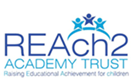 REAch2
ACADEMY TRUST
Raising Educational Achievement for children